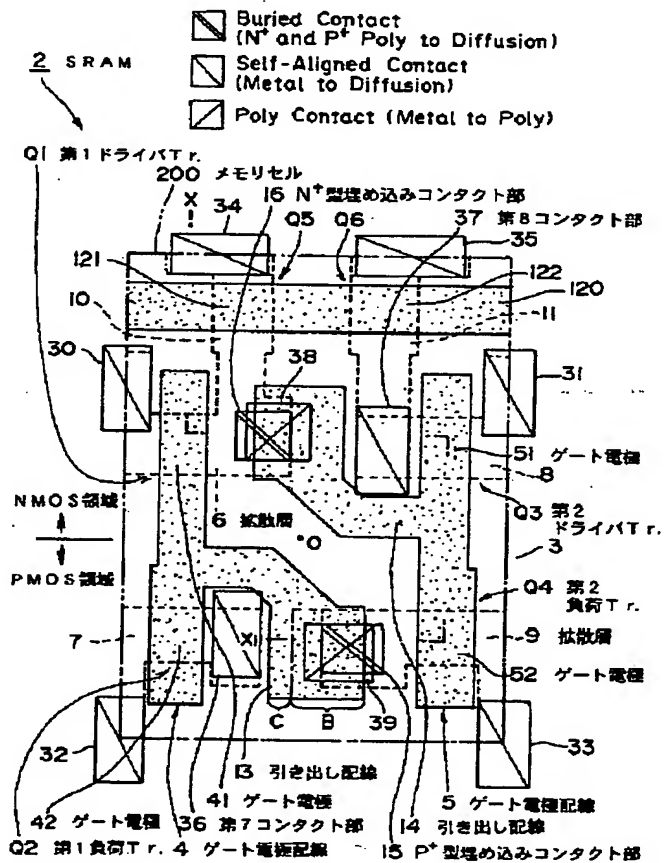 Buried Contact
(N⁺ and P⁺ Poly to Diffusion)
Self-Aligned Contact
(Metal to Diffusion)
Poly Contact (Metal to Poly)
2 SRAM
Q1 第1ドライバTr.
200 メモリセル
X
34
16 N⁺型埋め込みコンタクト部
Q5 Q6
37 第8コンタクト部
35
121
122
120
10
11
30
38
31
51 ゲート電極
8
NMOS領域
6 拡散層
O
Q3 第2
ドライバTr.
3
PMOS領域
Q4 第2
負荷Tr.
7
X1
9 拡散層
52 ゲート電極
C B
39
32
33
13 引き出し配線
41 ゲート電極
5 ゲート電極配線
42 ゲート電極
36 第7コンタクト部
14 引き出し配線
Q2 第1負荷Tr.
4 ゲート電極配線
15 P⁺型埋め込みコンタクト部